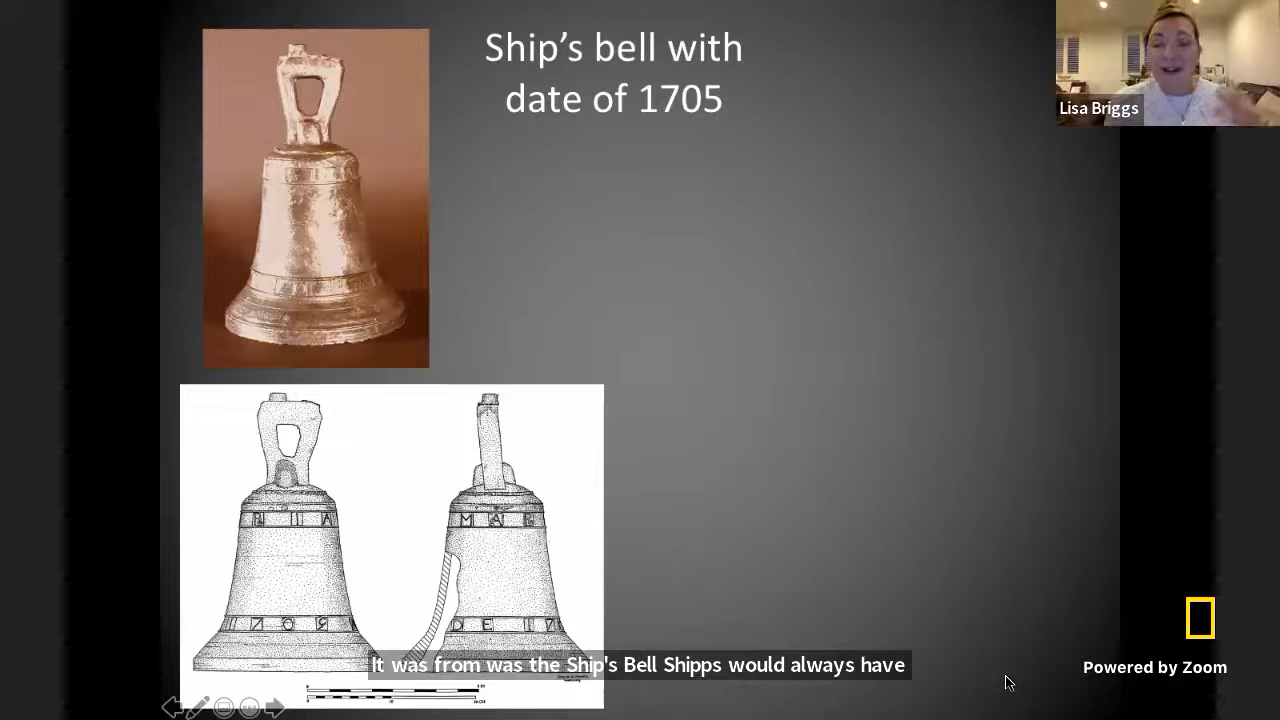 Ship's bell with
date of 1705
Lisa Briggs
R I A
M A R
I N O R
D E I N
It was from was the Ship's Bell Shipps would always have
Powered by Zoom